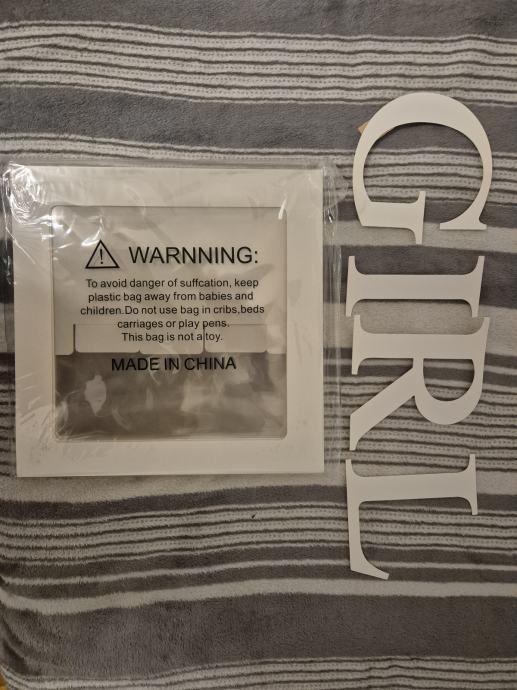 WARNNING:
To avoid danger of suffcation, keep
plastic bag away from babies and
children.Do not use bag in cribs,beds
carriages or play pens.
This bag is not a toy.
MADE IN CHINA
GIRL